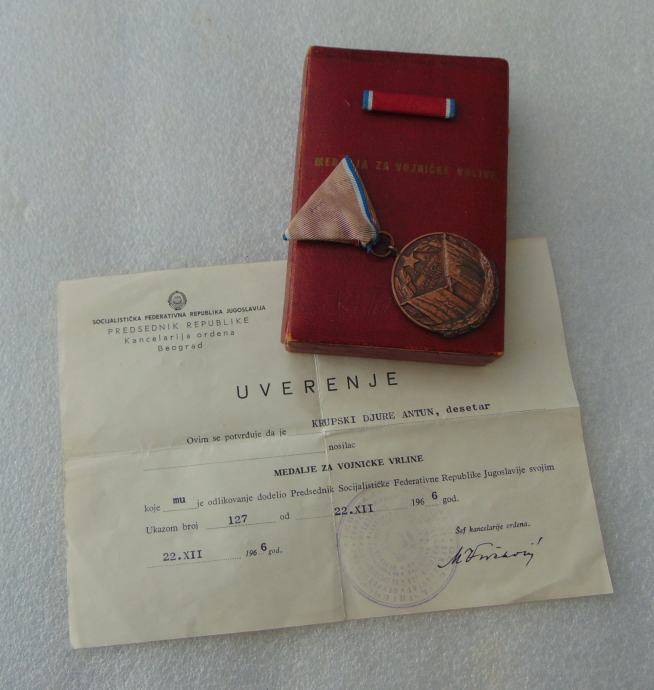 MEDALJA ZA VOJNIČKE VRLINE
SOCIJALISTIČKA FEDERATIVNA REPUBLIKA JUGOSLAVIJA
PREDSEDNIK REPUBLIKE
Kancelarija ordena
Beograd
UVERENJE
Ovim se potvrđuje da je KRUPSKI DJURE ANTUN, desetar
nosilac
MEDALJE ZA VOJNIČKE VRLINE
koje mu je odlikovanje dodelio Predsednik Socijalističke Federativne Republike Jugoslavije svojim
Ukazom broj 127 od 22.XII 1966 god.
22.XII 1966 god.
Šef kancelarije ordena.